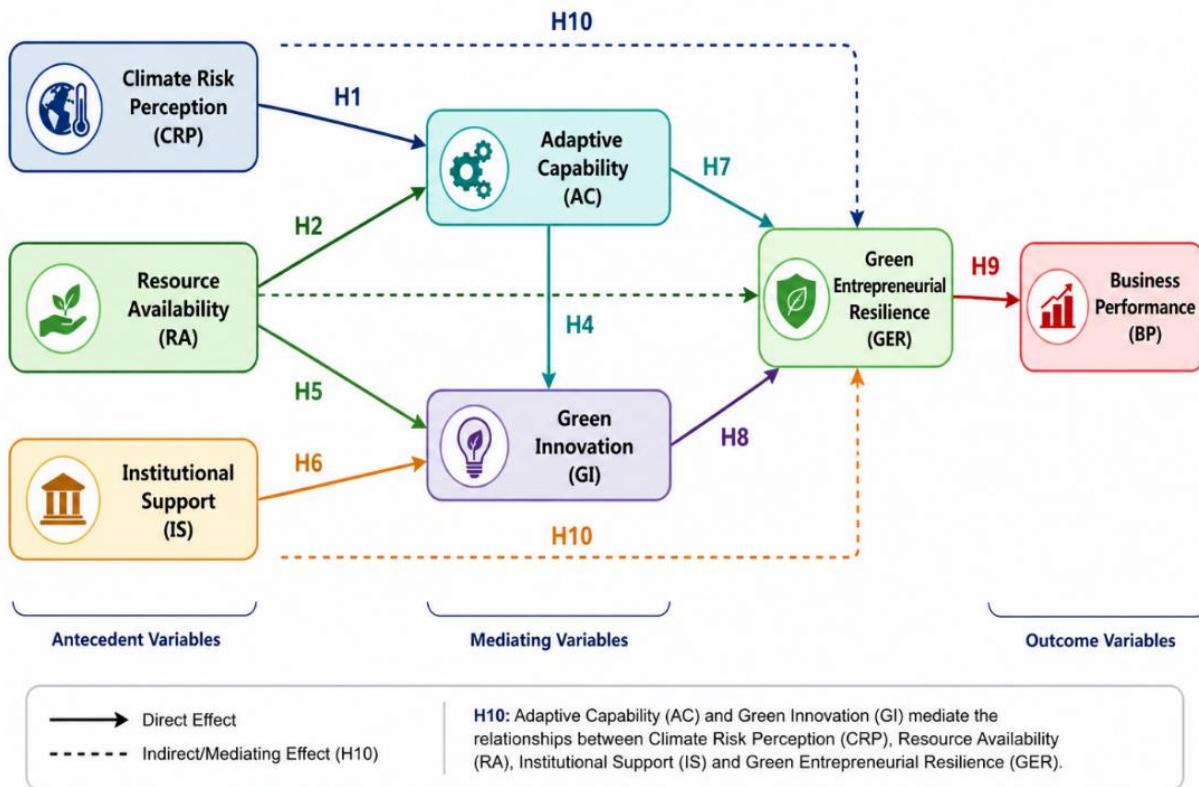 H10
Climate Risk
Perception
(CRP)
H1
Adaptive
Capability
(AC)
H7
H2
Resource
Availability
(RA)
Green
Entrepreneurial
Resilience
(GER)
H9
Business
Performance
(BP)
H4
H5
Green
Innovation
(GI)
H8
Institutional
Support
(IS)
H6
H10
Antecedent Variables
Mediating Variables
Outcome Variables
Direct Effect
Indirect/Mediating Effect (H10)
H10: Adaptive Capability (AC) and Green Innovation (GI) mediate the
relationships between Climate Risk Perception (CRP), Resource Availability
(RA), Institutional Support (IS) and Green Entrepreneurial Resilience (GER).